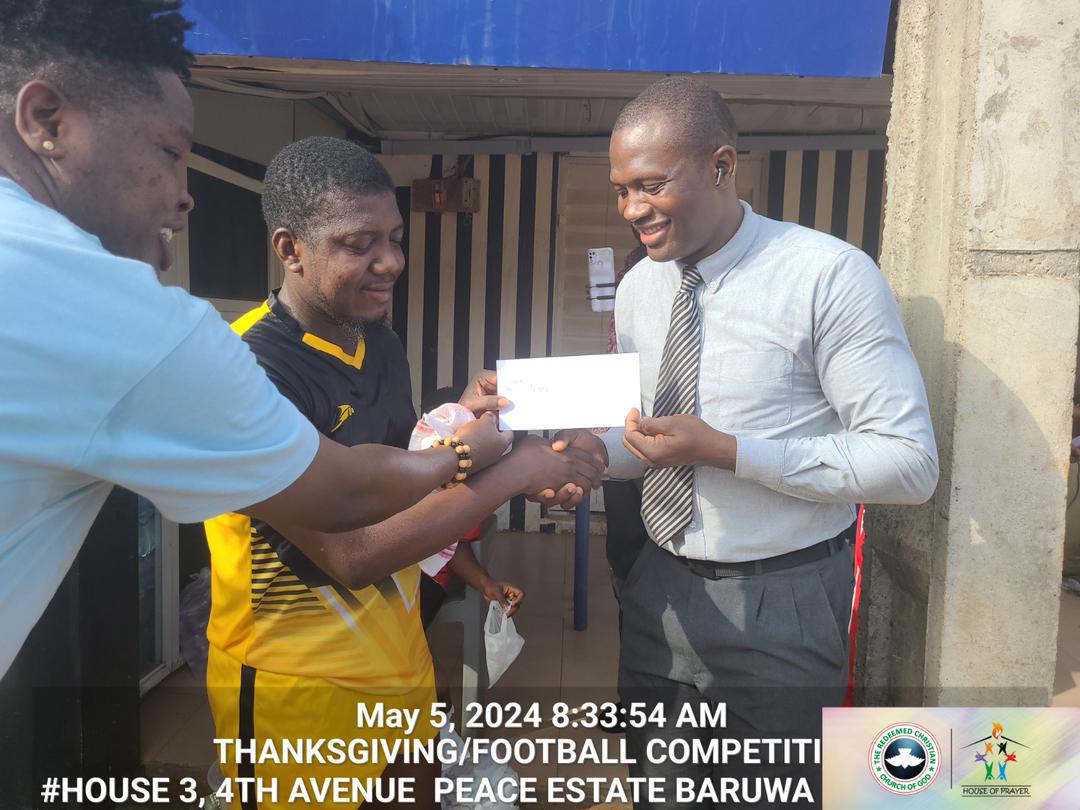 May 5, 2024 8:33:54 AM
THANKSGIVING/FOOTBALL COMPETITI
#HOUSE 3, 4TH AVENUE PEACE ESTATE BARUWA
THE REDEEMED CHRISTIAN
CHURCH OF GOD
HOUSE OF PRAYER